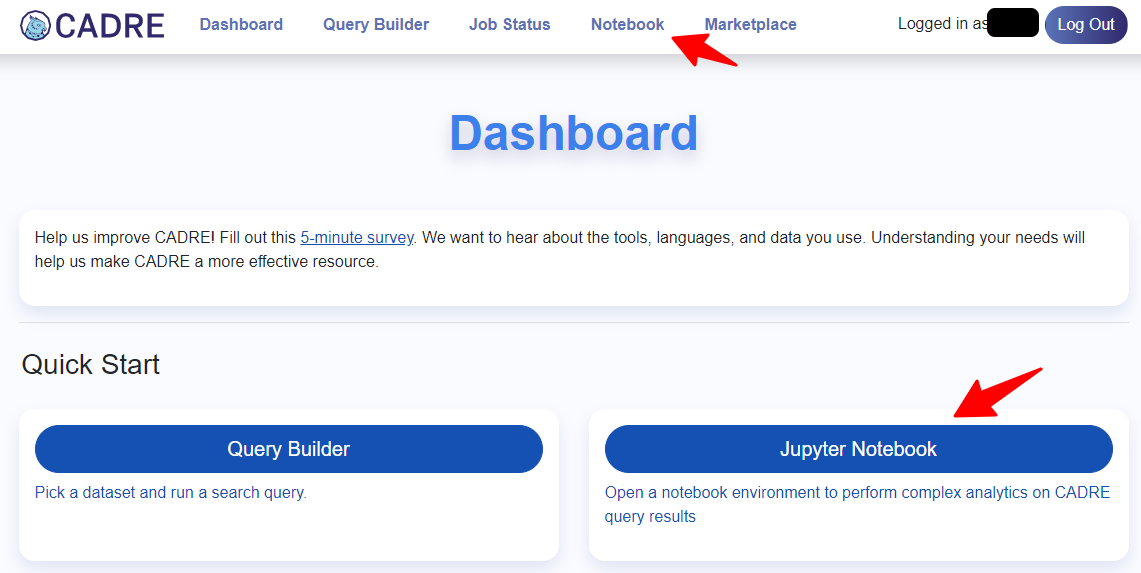 CADRE Dashboard Query Builder Job Status Notebook Marketplace Logged in as Log Out
Dashboard
Help us improve CADRE! Fill out this 5-minute survey. We want to hear about the tools, languages, and data you use. Understanding your needs will
help us make CADRE a more effective resource.
Quick Start
Query Builder
Pick a dataset and run a search query.
Jupyter Notebook
Open a notebook environment to perform complex analytics on CADRE
query results